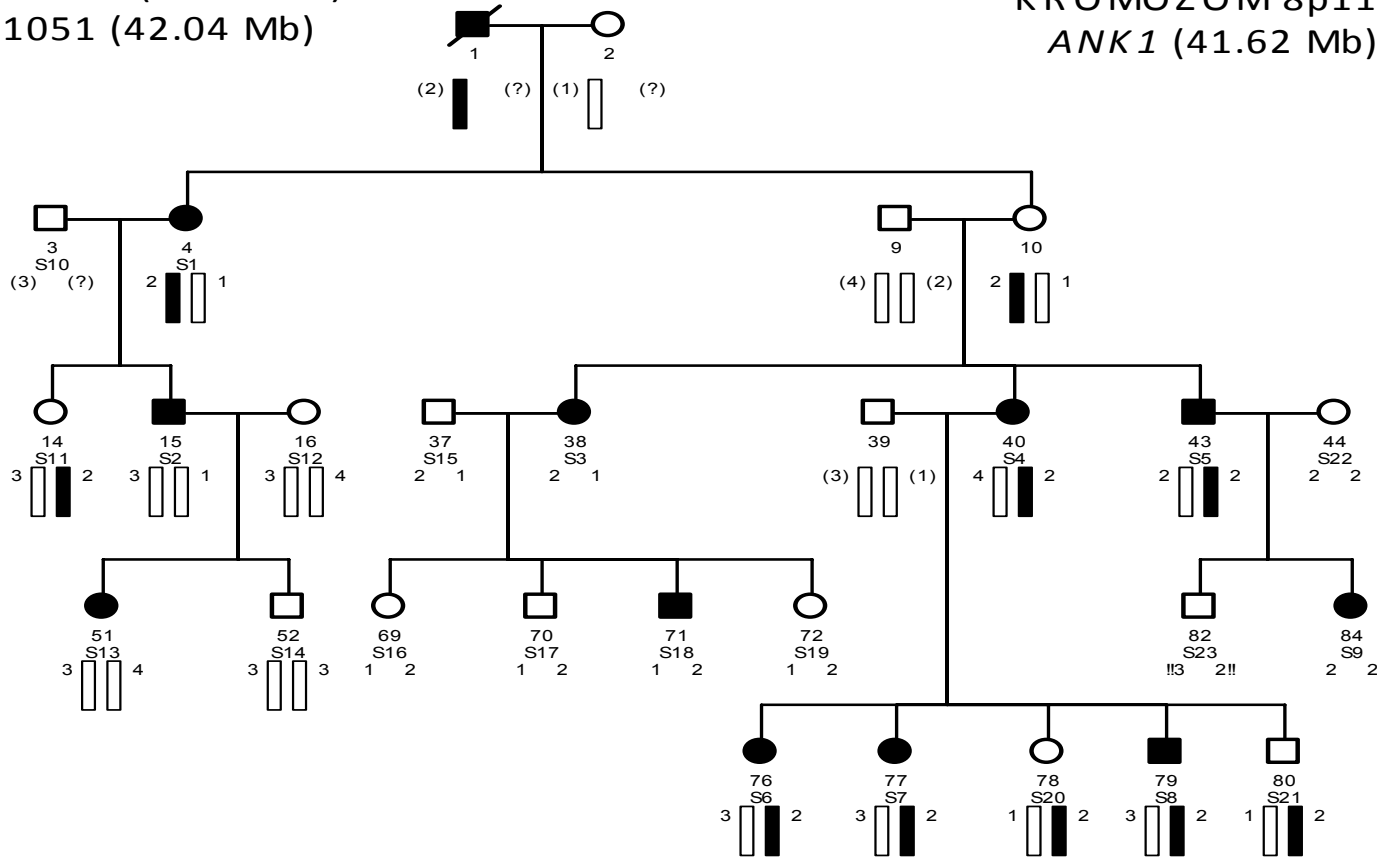 1051 (42.04 Mb)
KROMOZOM 8p11
ANK1 (41.62 Mb)
1 2
(2) (?) (1) (?)
3 4 9 10
S10 S1
(3) (?) 2 1 (4) (2) 2 1
14 15 16 37 38 39 40 43 44
S11 S2 S12 S15 S3 S4 S5 S22
3 2 3 1 3 4 2 1 2 1 (3) (1) 4 2 2 2 2 2
51 52 69 70 71 72 82 84
S13 S14 S16 S17 S18 S19 S23 S9
3 4 3 3 1 2 1 2 1 2 1 2 !!3 2!! 2 2
76 77 78 79 80
S6 S7 S20 S8 S21
3 2 3 2 1 2 3 2 1 2